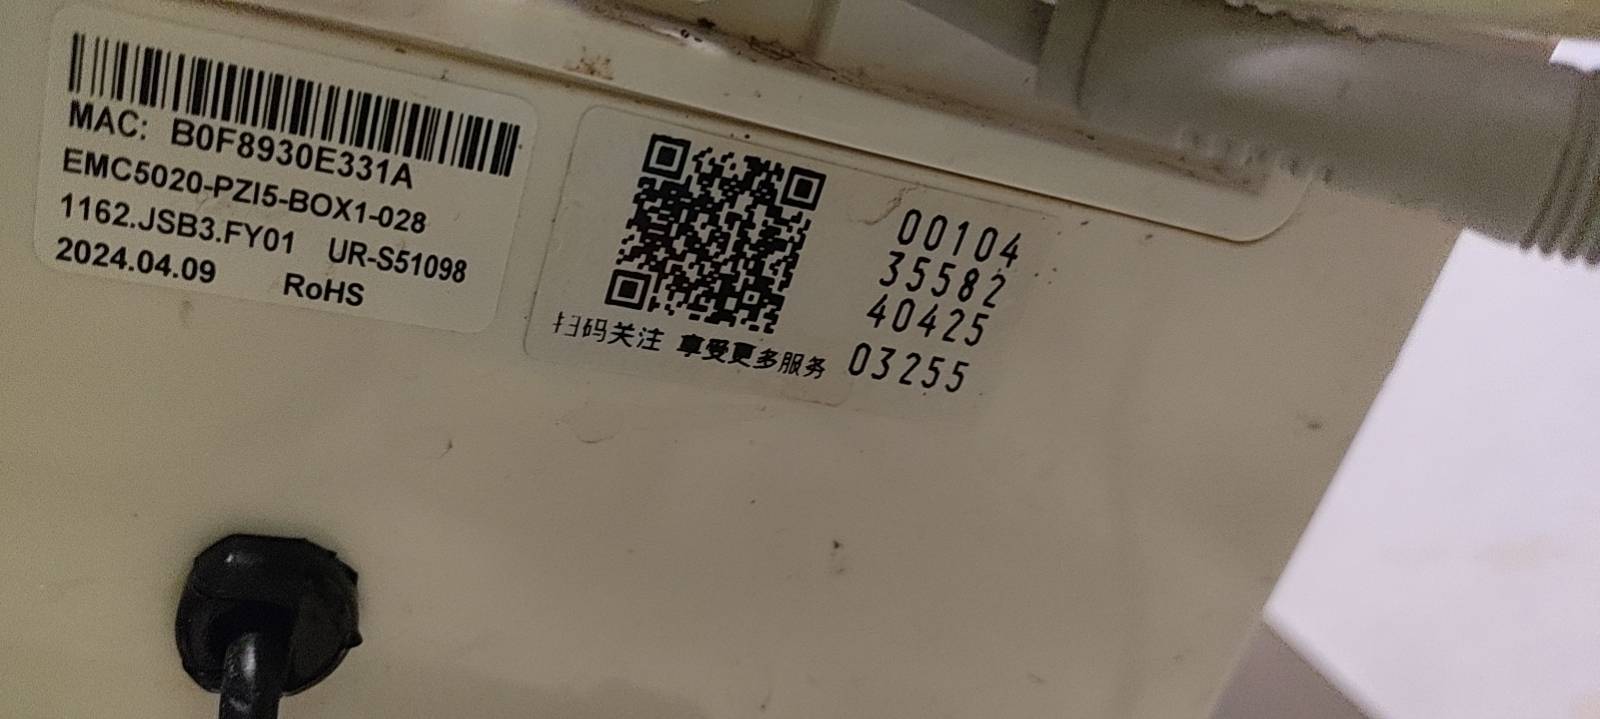 MAC: B0F8930E331A
EMC5020-PZI5-BOX1-028
1162.JSB3.FY01 UR-S51098
2024.04.09 RoHS
00104
35582
40425
03255
扫码关注 享受更多服务